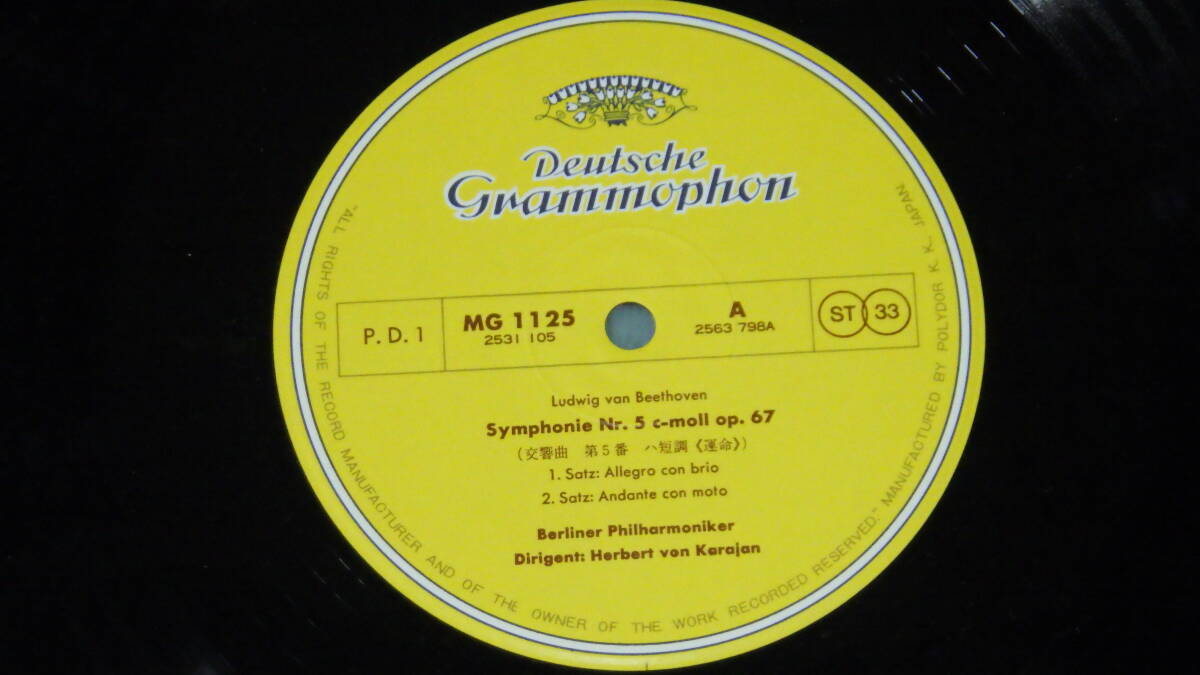 Deutsche
Grammophon
P. D. 1
MG 1125
2531 105
A
2563 798A
ST 33
Ludwig van Beethoven
Symphonie Nr. 5 c-moll op. 67
(交響曲 第5番 ハ短調《運命》)
1. Satz: Allegro con brio
2. Satz: Andante con moto
Berliner Philharmoniker
Dirigent: Herbert von Karajan
"ALL RIGHTS OF THE RECORD MANUFACTURER AND OF THE OWNER OF THE WORK RECORDED RESERVED." MANUFACTURED BY POLYDOR K. K. JAPAN